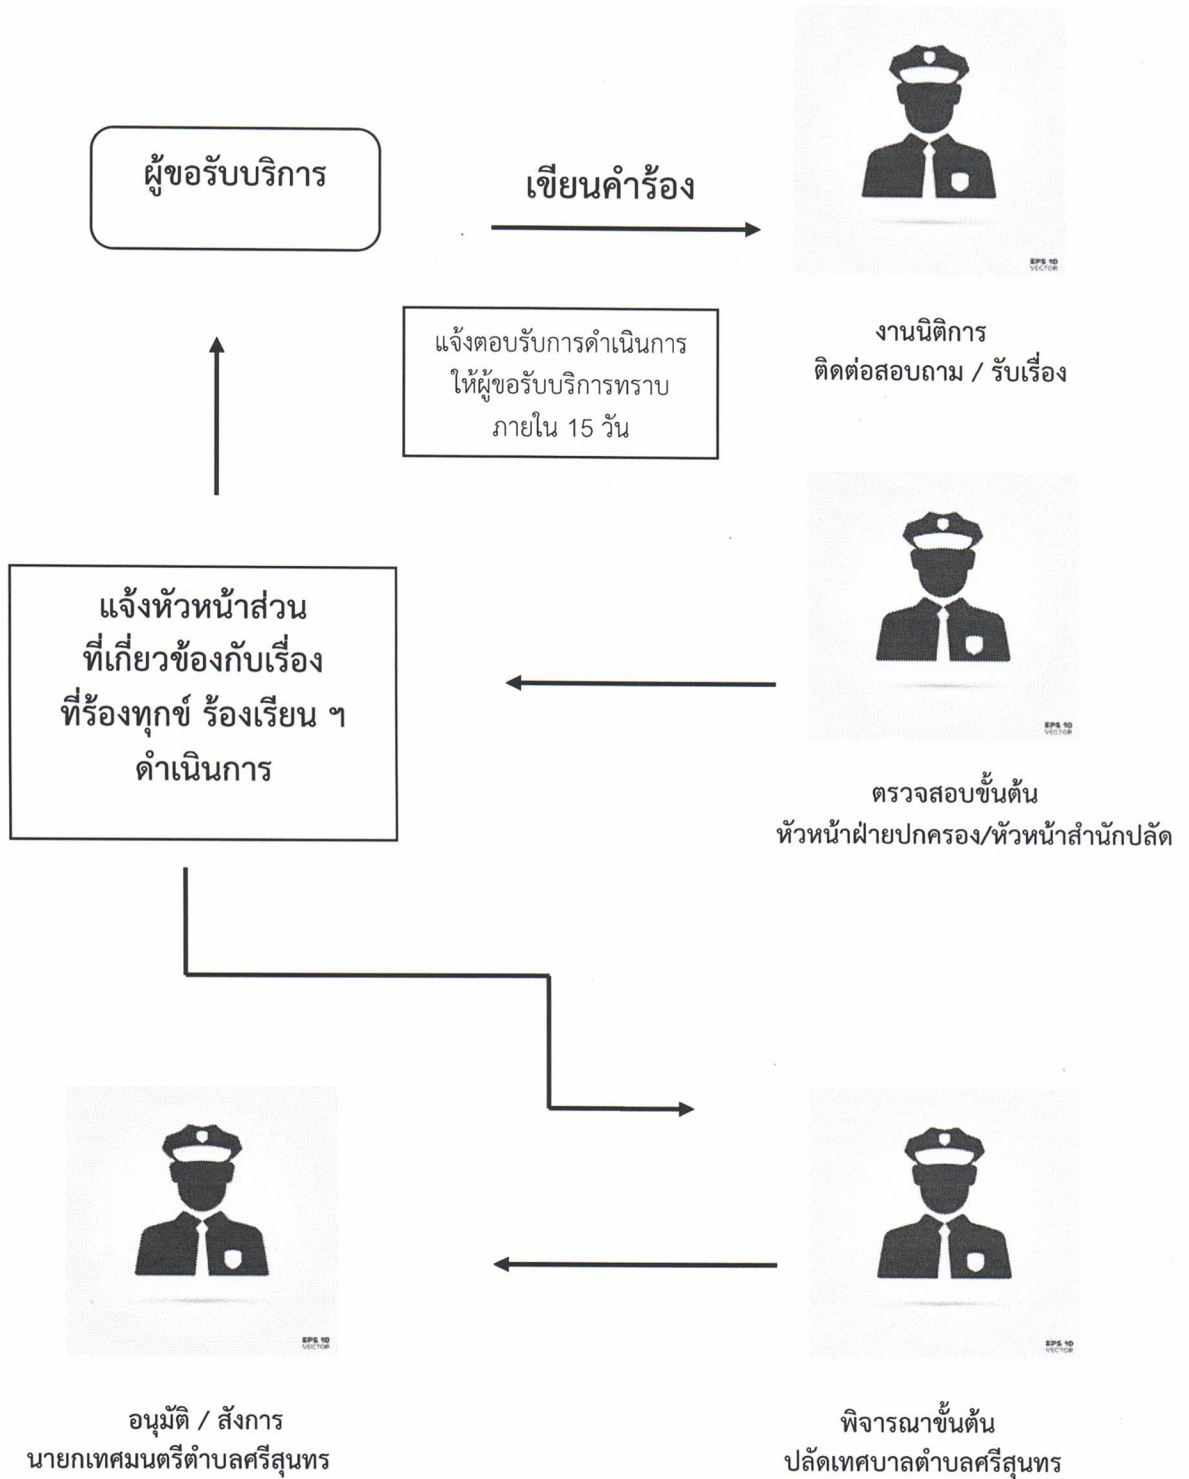 ผู้ขอรับบริการ
เขียนคำร้อง
EPS 10
VECTOR
งานนิติการ
ติดต่อสอบถาม / รับเรื่อง
แจ้งตอบรับการดำเนินการ
ให้ผู้ขอรับบริการทราบ
ภายใน 15 วัน
EPS 10
VECTOR
ตรวจสอบขั้นต้น
หัวหน้าฝ่ายปกครอง/หัวหน้าสำนักปลัด
แจ้งหัวหน้าส่วน
ที่เกี่ยวข้องกับเรื่อง
ที่ร้องทุกข์ ร้องเรียน ฯ
ดำเนินการ
EPS 10
VECTOR
อนุมัติ / สังการ
นายกเทศมนตรีตำบลศรีสุนทร
EPS 10
VECTOR
พิจารณาขั้นต้น
ปลัดเทศบาลตำบลศรีสุนทร